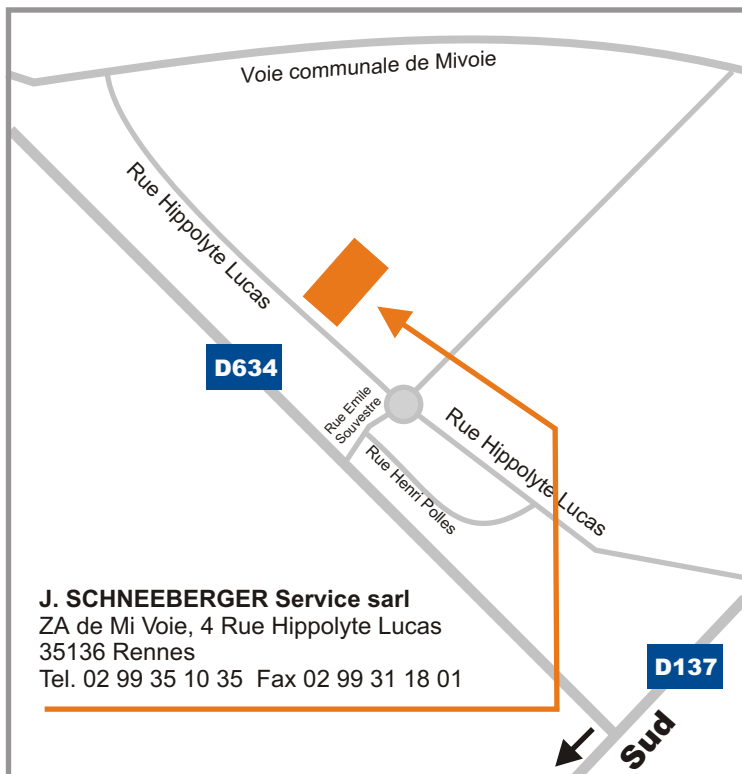 Voie communale de Mivoie
Rue Hippolyte Lucas
D634
Rue Emile
Souvestre
Rue Hippolyte Lucas
Rue Henri Polles
J. SCHNEEBERGER Service sarl
ZA de Mi Voie, 4 Rue Hippolyte Lucas
35136 Rennes
Tel. 02 99 35 10 35 Fax 02 99 31 18 01
D137
Sud